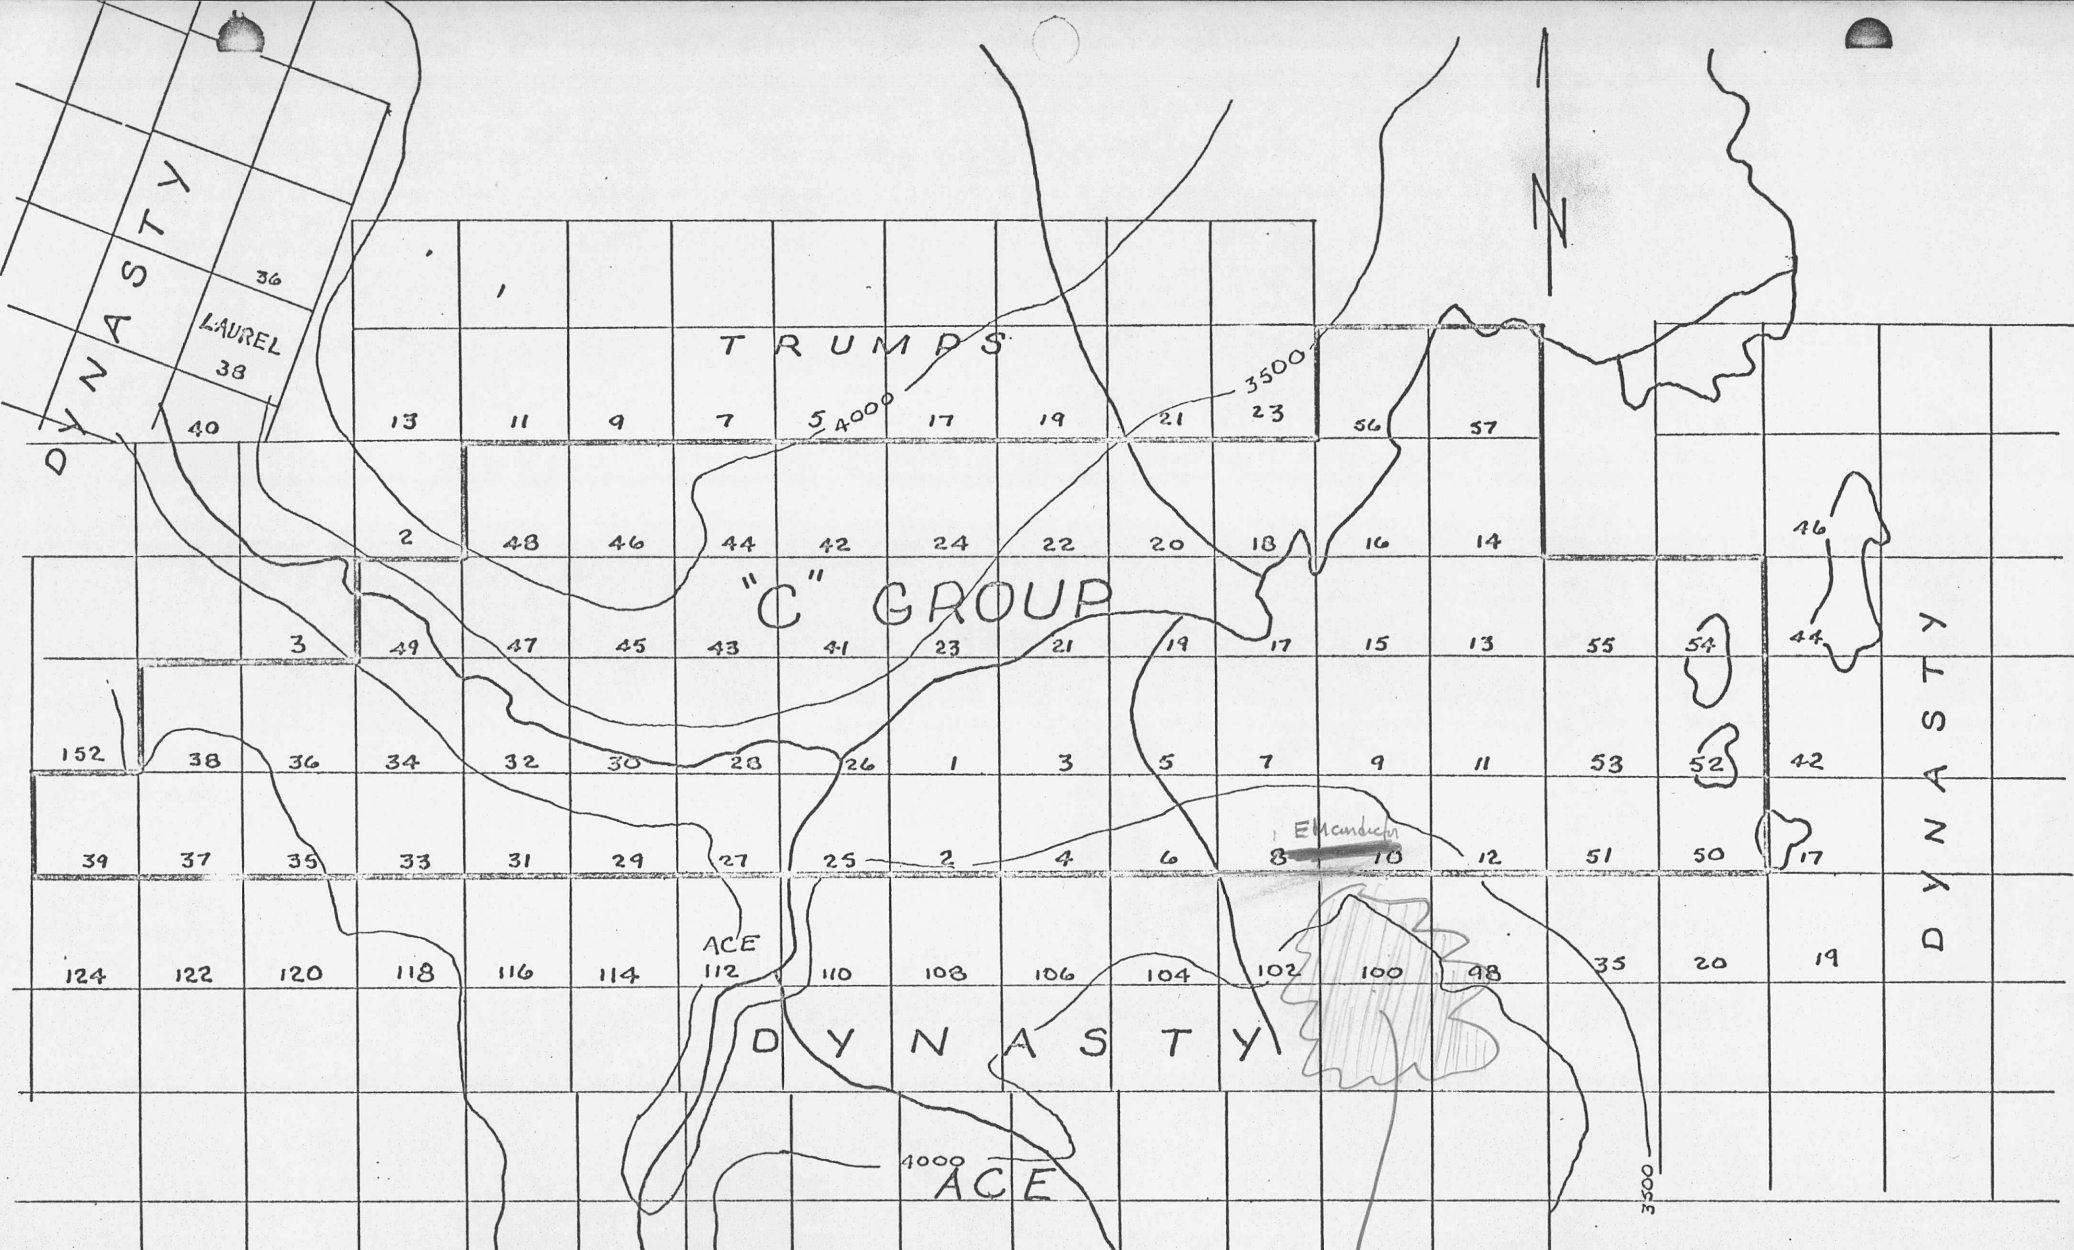 N
DYNASTY
36
LAUREL
38
40
TRUMPS
3500
4000
13 11 9 7 5 17 19 21 23 56 57
2 48 46 44 42 24 22 20 18 16 14 46
"C" GROUP
3 49 47 45 43 41 23 21 19 17 15 13 55 54 44
DYNASTY
152 38 36 34 32 30 28 26 1 3 5 7 9 11 53 52 42
39 37 35 33 31 29 27 25 2 4 6 8 10 12 51 50 17
ACE
124 122 120 118 116 114 112 110 108 106 104 102 100 98 35 20 19
DYNASTY
4000
ACE
3500